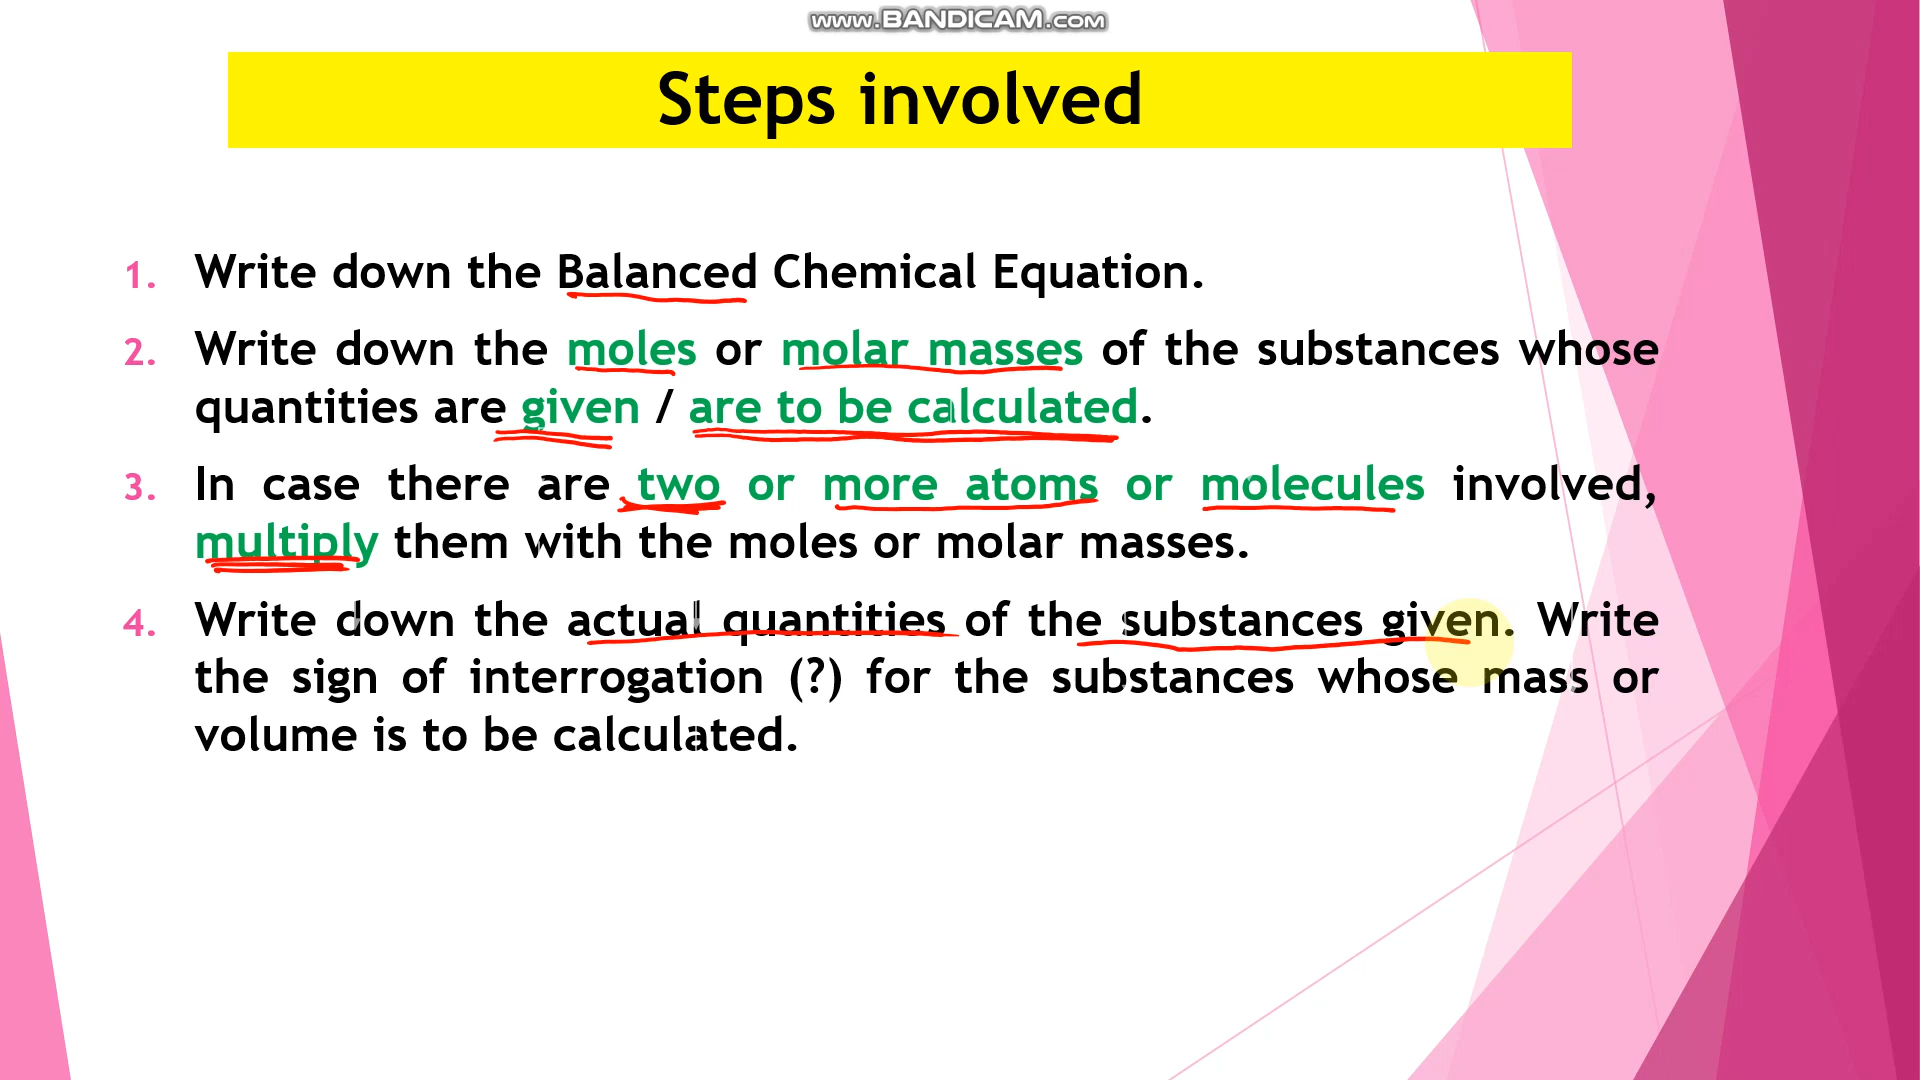 www.BANDICAM.com
Steps involved
1. Write down the Balanced Chemical Equation.
2. Write down the moles or molar masses of the substances whose
quantities are given / are to be calculated.
3. In case there are two or more atoms or molecules involved,
multiply them with the moles or molar masses.
4. Write down the actual quantities of the substances given. Write
the sign of interrogation (?) for the substances whose mass or
volume is to be calculated.